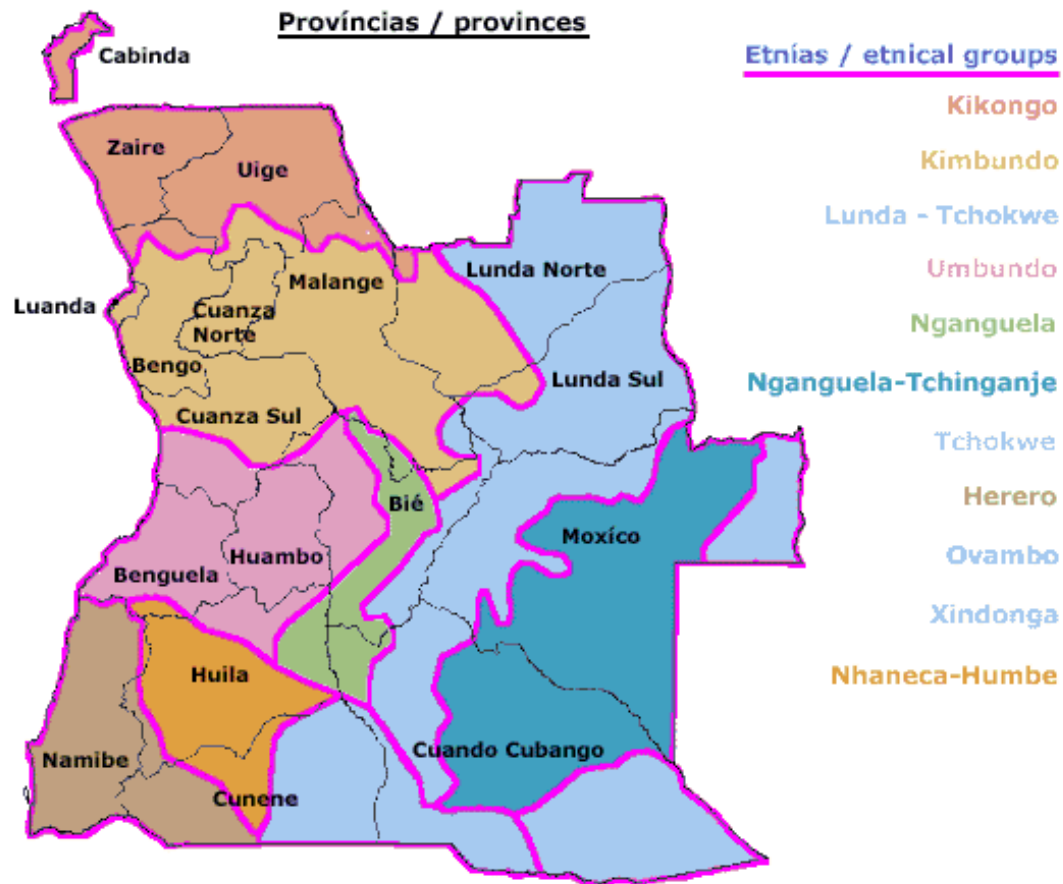 Províncias / provinces
Cabinda
Etnías / etnical groups
Kikongo
Zaire
Uige
Kimbundo
Lunda - Tchokwe
Lunda Norte
Umbundo
Malange
Luanda
Cuanza
Norte
Nganguela
Bengo
Lunda Sul
Nganguela-Tchinganje
Cuanza Sul
Tchokwe
Bié
Herero
Moxíco
Huambo
Ovambo
Benguela
Xindonga
Huila
Nhaneca-Humbe
Namibe
Cuando Cubango
Cunene